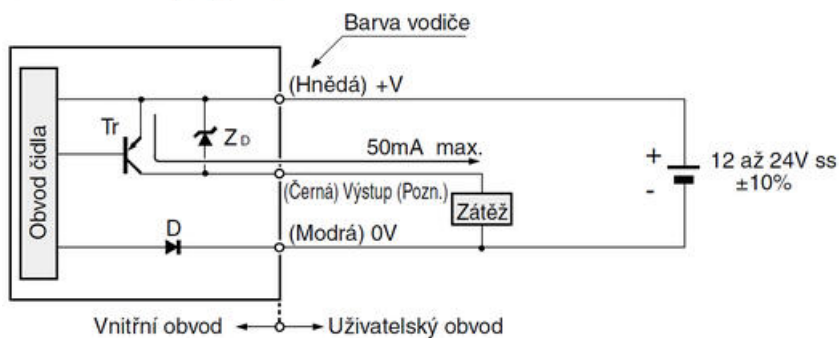 Barva vodiče
(Hnědá) +V
Tr
ZD
50mA max.
Obvod čidla
(Černá) Výstup (Pozn.)
Zátěž
+
-
12 až 24V ss
±10%
D
(Modrá) 0V
Vnitřní obvod
Uživatelský obvod